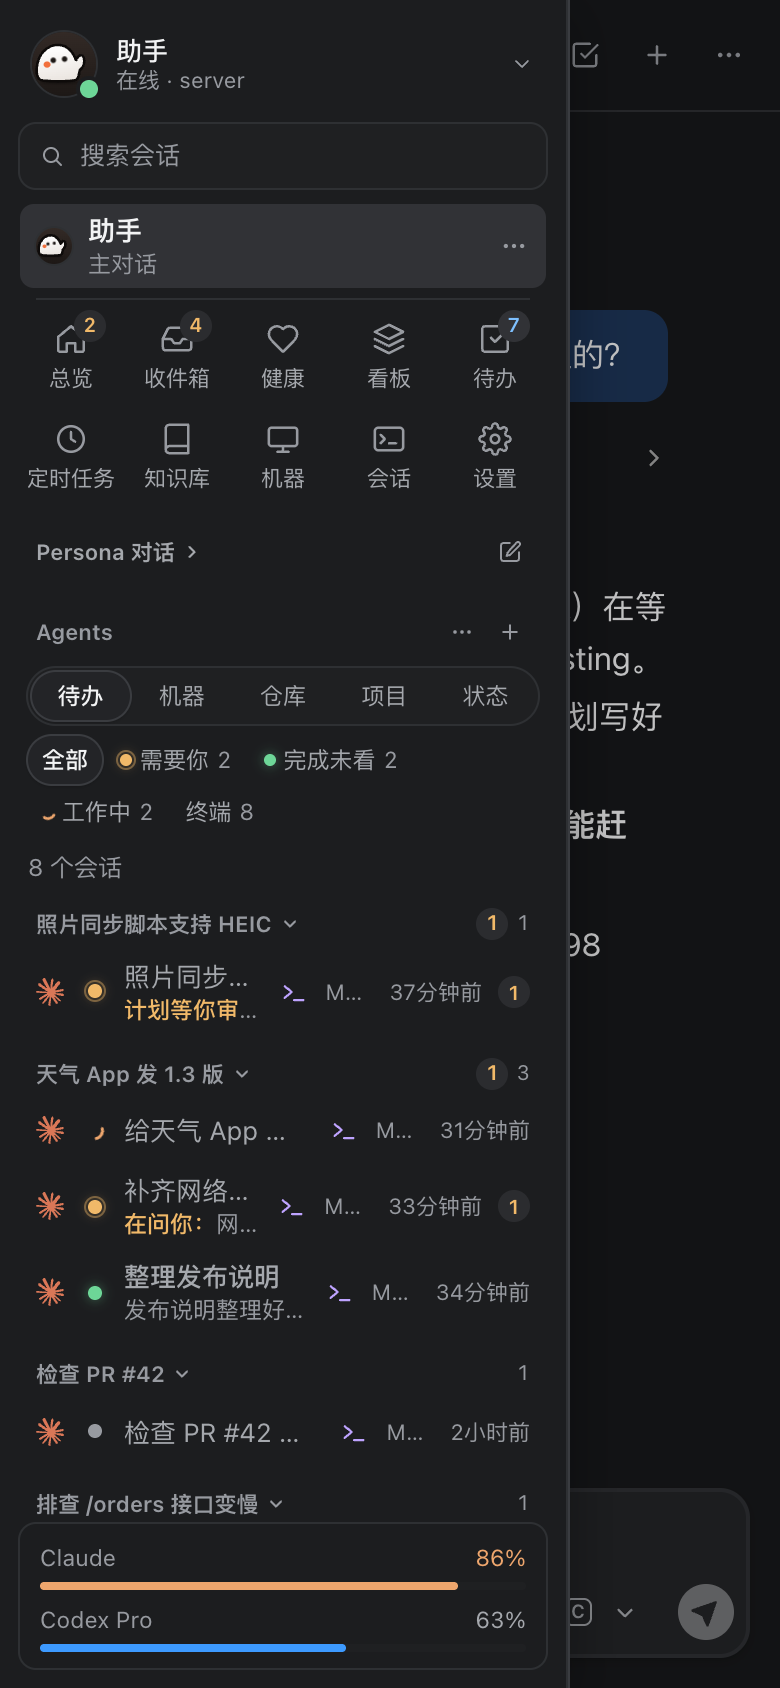 助手
在线 · server
搜索会话
助手
主对话
2
4
7
总览
收件箱
健康
看板
待办
定时任务
知识库
机器
会话
设置
Persona 对话
Agents
待办
机器
仓库
项目
状态
全部
需要你 2
完成未看 2
工作中 2
终端 8
8 个会话
照片同步脚本支持 HEIC
1 1
照片同步...
计划等你审...
M...
37分钟前
1
天气 App 发 1.3 版
1 3
给天气 App ...
M...
31分钟前
补齐网络...
在问你：网...
M...
33分钟前
1
整理发布说明
发布说明整理好...
M...
34分钟前
检查 PR #42
1
检查 PR #42 ...
M...
2小时前
排查 /orders 接口变慢
1
Claude
86%
Codex Pro
63%
的?
）在等
sting。
划写好
能赶
98
C